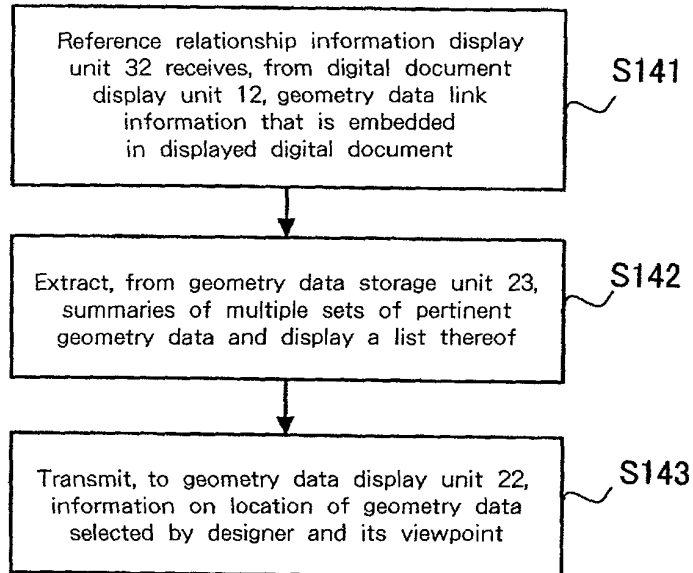 Reference relationship information display
unit 32 receives, from digital document
display unit 12, geometry data link
information that is embedded
in displayed digital document
S141
Extract, from geometry data storage unit 23,
summaries of multiple sets of pertinent
geometry data and display a list thereof
S142
Transmit, to geometry data display unit 22,
information on location of geometry data
selected by designer and its viewpoint
S143